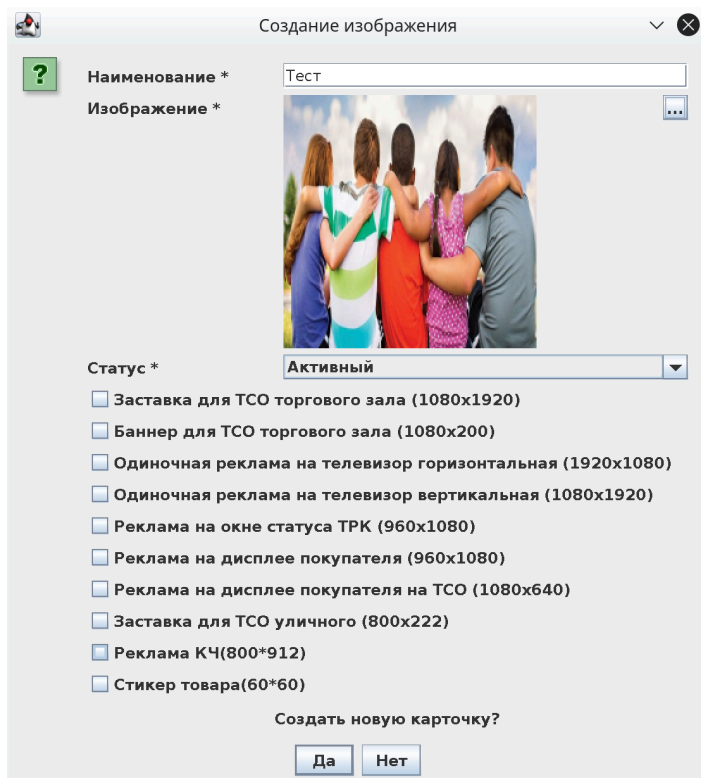 Создание изображения
?
Наименование * Тест
Изображение * ...
Статус * Активный
Заставка для ТСО торгового зала (1080x1920)
Баннер для ТСО торгового зала (1080x200)
Одиночная реклама на телевизор горизонтальная (1920x1080)
Одиночная реклама на телевизор вертикальная (1080x1920)
Реклама на окне статуса ТРК (960x1080)
Реклама на дисплее покупателя (960x1080)
Реклама на дисплее покупателя на ТСО (1080x640)
Заставка для ТСО уличного (800x222)
Реклама КЧ(800*912)
Стикер товара(60*60)
Создать новую карточку?
Да Нет